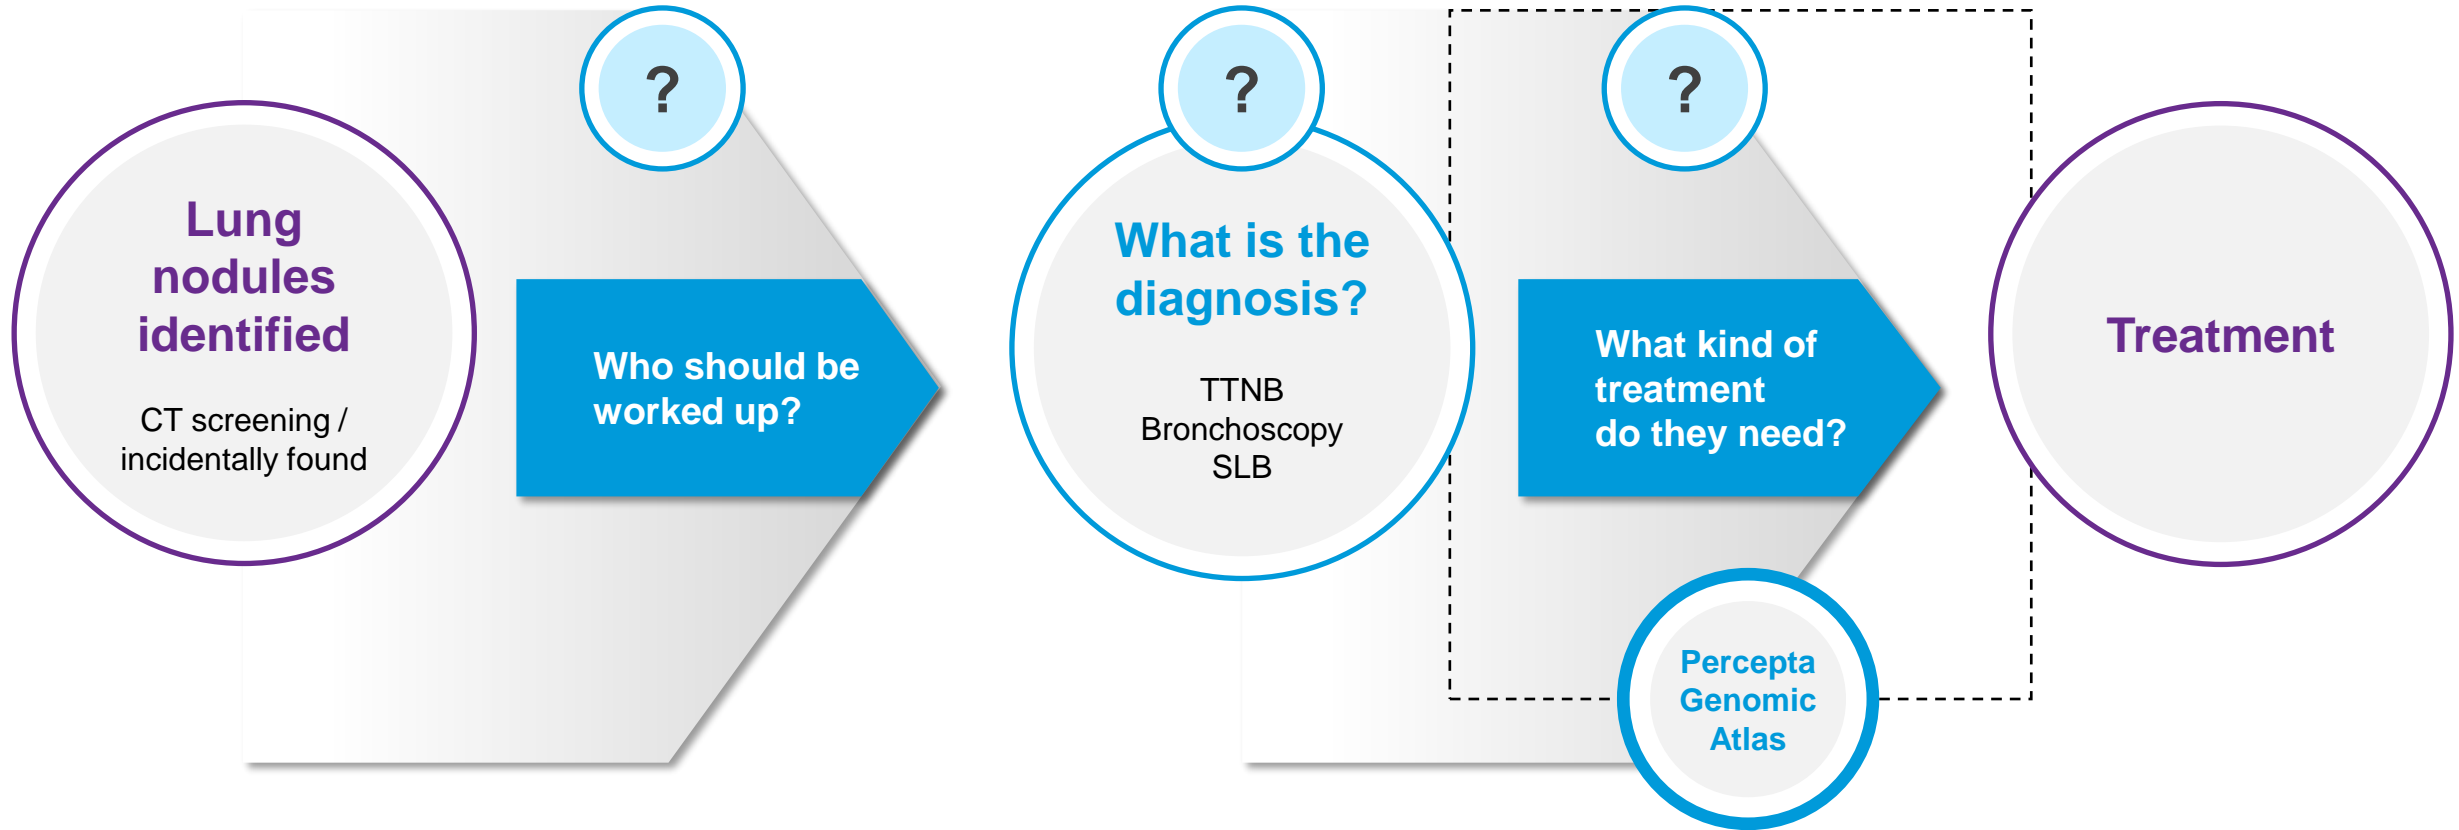 Lung
nodules
identified
CT screening /
incidentally found
?
Who should be
worked up?
?
What is the
diagnosis?
TTNB
Bronchoscopy
SLB
?
What kind of
treatment
do they need?
Percepta
Genomic
Atlas
Treatment